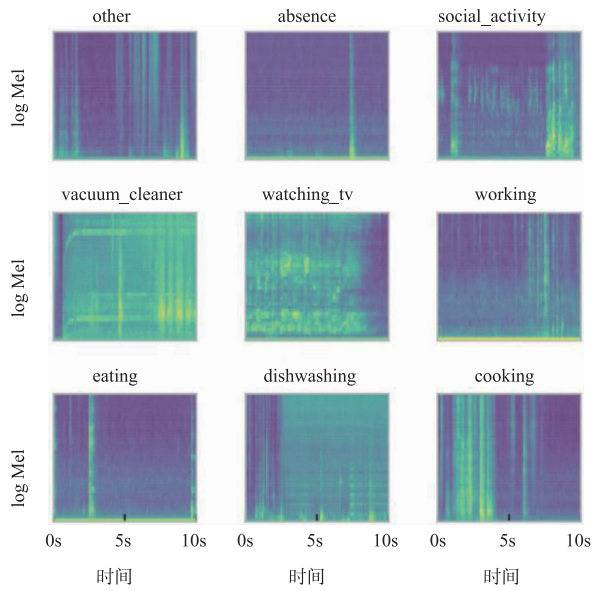 other absence social_activity
log Mel
vacuum_cleaner watching_tv working
log Mel
eating dishwashing cooking
log Mel
0s 5s 10s 0s 5s 10s 0s 5s 10s
时间 时间 时间